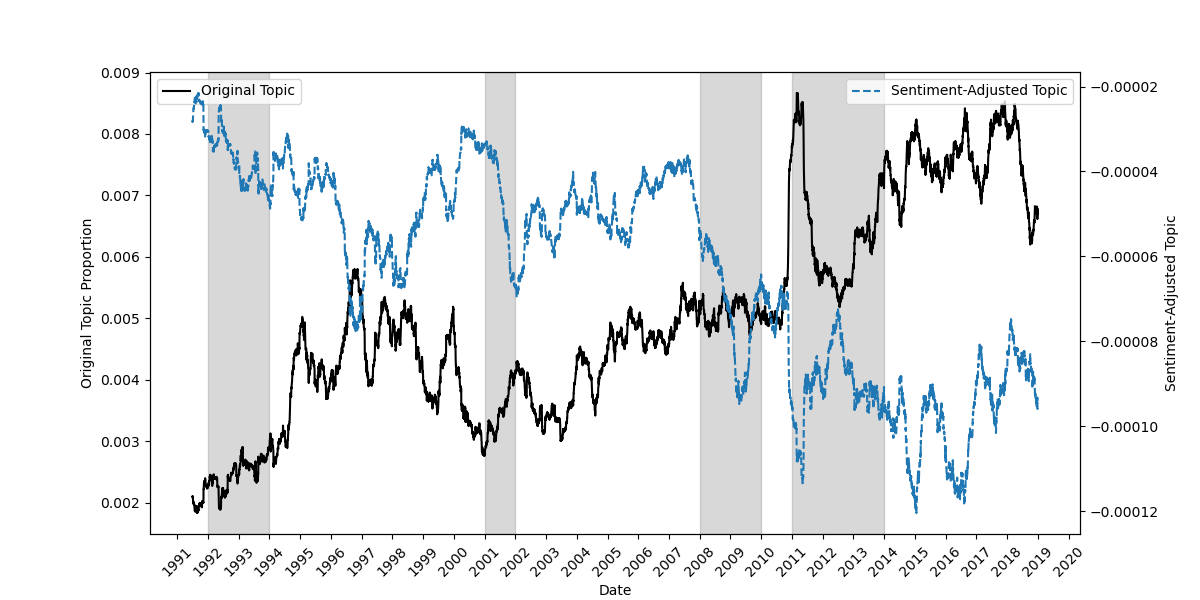 Original Topic
Sentiment-Adjusted Topic
Original Topic Proportion
0.009
0.008
0.007
0.006
0.005
0.004
0.003
0.002
−0.00002
−0.00004
−0.00006
−0.00008
−0.00010
−0.00012
Sentiment-Adjusted Topic
1991 1992 1993 1994 1995 1996 1997 1998 1999 2000 2001 2002 2003 2004 2005 2006 2007 2008 2009 2010 2011 2012 2013 2014 2015 2016 2017 2018 2019 2020
Date